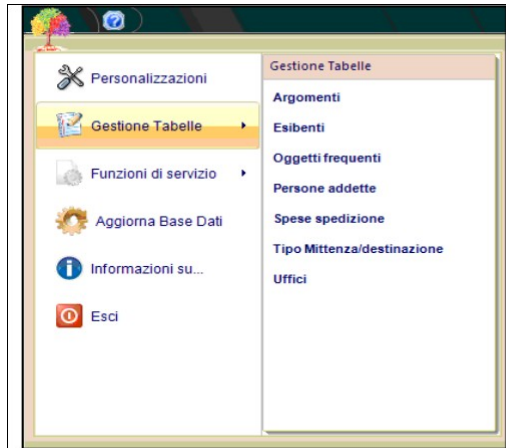 Personalizzazioni
Gestione Tabelle
Funzioni di servizio
Aggiorna Base Dati
Informazioni su...
Esci
Gestione Tabelle
Argomenti
Esibenti
Oggetti frequenti
Persone addette
Spese spedizione
Tipo Mittenza/destinazione
Uffici